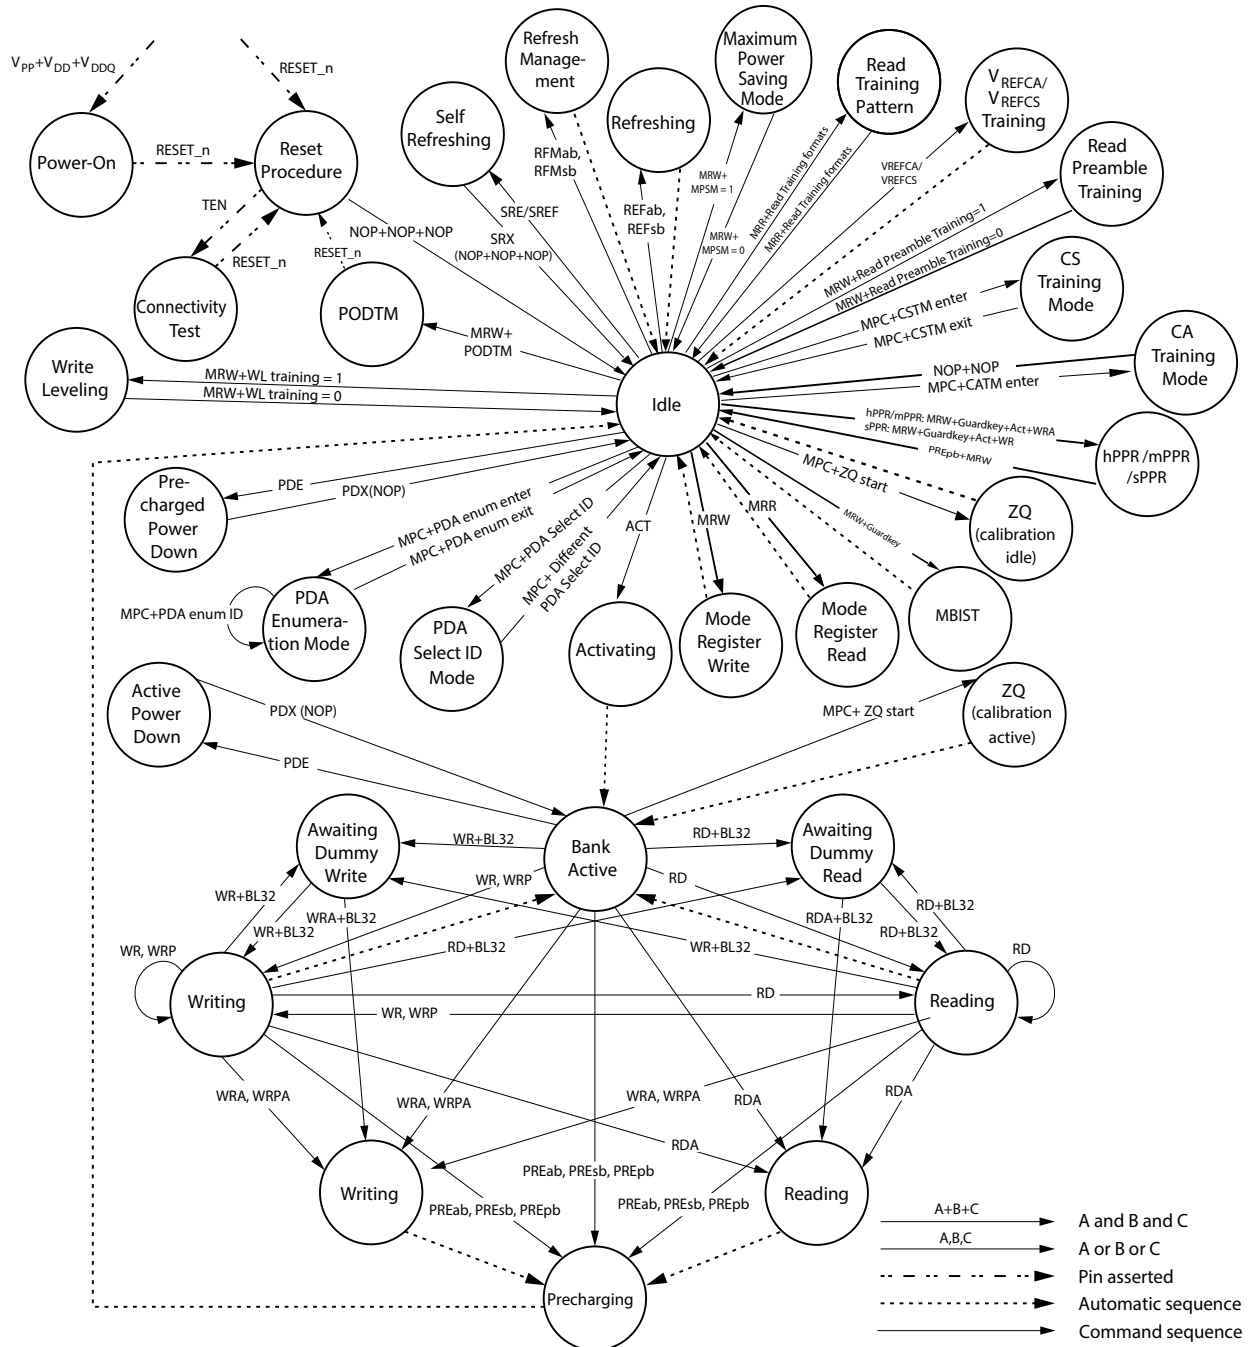 V PP +V DD + V DDQ
RESET_n
Power-On
RESET_n
Reset
Procedure
TEN
RESET_n
Connectivity
Test
RESET_n
PODTM
MRW+
PODTM
NOP+NOP+NOP
Self
Refreshing
SRE/SREF
SRX
(NOP+NOP+NOP)
Refresh
Manage-
ment
RFMab,
RFMsb
Refreshing
REFab,
REFsb
Maximum
Power
Saving
Mode
MRW+
MPSM = 1
MRW+
MPSM = 0
Read
Training
Pattern
MRR+Read Training formats
MRR+Read Training formats
V REFCA/
V REFCS
Training
VREFCA/
VREFCS
Read
Preamble
Training
MRW+Read Preamble Training=1
MRW+Read Preamble Training=0
CS
Training
Mode
MPC+CSTM enter
MPC+CSTM exit
CA
Training
Mode
NOP+NOP
MPC+CATM enter
Write
Leveling
MRW+WL training = 1
MRW+WL training = 0
Idle
hPPR/mPPR: MRW+Guardkey+Act+WRA
sPPR: MRW+Guardkey+Act+WR
PREpb+MRW
hPPR /mPPR
/sPPR
MPC+ZQ start
ZQ
(calibration
idle)
MRW+Guardkey
MBIST
Pre-
charged
Power
Down
PDE
PDX(NOP)
MPC+PDA enum enter
MPC+PDA enum exit
MPC+PDA enum ID
PDA
Enumera-
tion Mode
MPC+PDA Select ID
MPC+ Different
PDA Select ID
PDA
Select ID
Mode
ACT
Activating
MRW
Mode
Register
Write
MRR
Mode
Register
Read
Active
Power
Down
PDX (NOP)
PDE
MPC+ ZQ start
ZQ
(calibration
active)
Awaiting
Dummy
Write
WR+BL32
Bank
Active
RD+BL32
Awaiting
Dummy
Read
WR+BL32
WR+BL32
WRA+BL32
WR, WRP
RD+BL32
RD
WR+BL32
RDA+BL32
RD+BL32
RD+BL32
WR, WRP
Writing
RD
WR, WRP
Reading
RD
WRA, WRPA
WRA, WRPA
WRA, WRPA
RDA
RDA
RDA
Writing
PREab, PREsb, PREpb
PREab, PREsb, PREpb
PREab, PREsb, PREpb
Reading
Precharging
A+B+C
A and B and C
A,B,C
A or B or C
Pin asserted
Automatic sequence
Command sequence